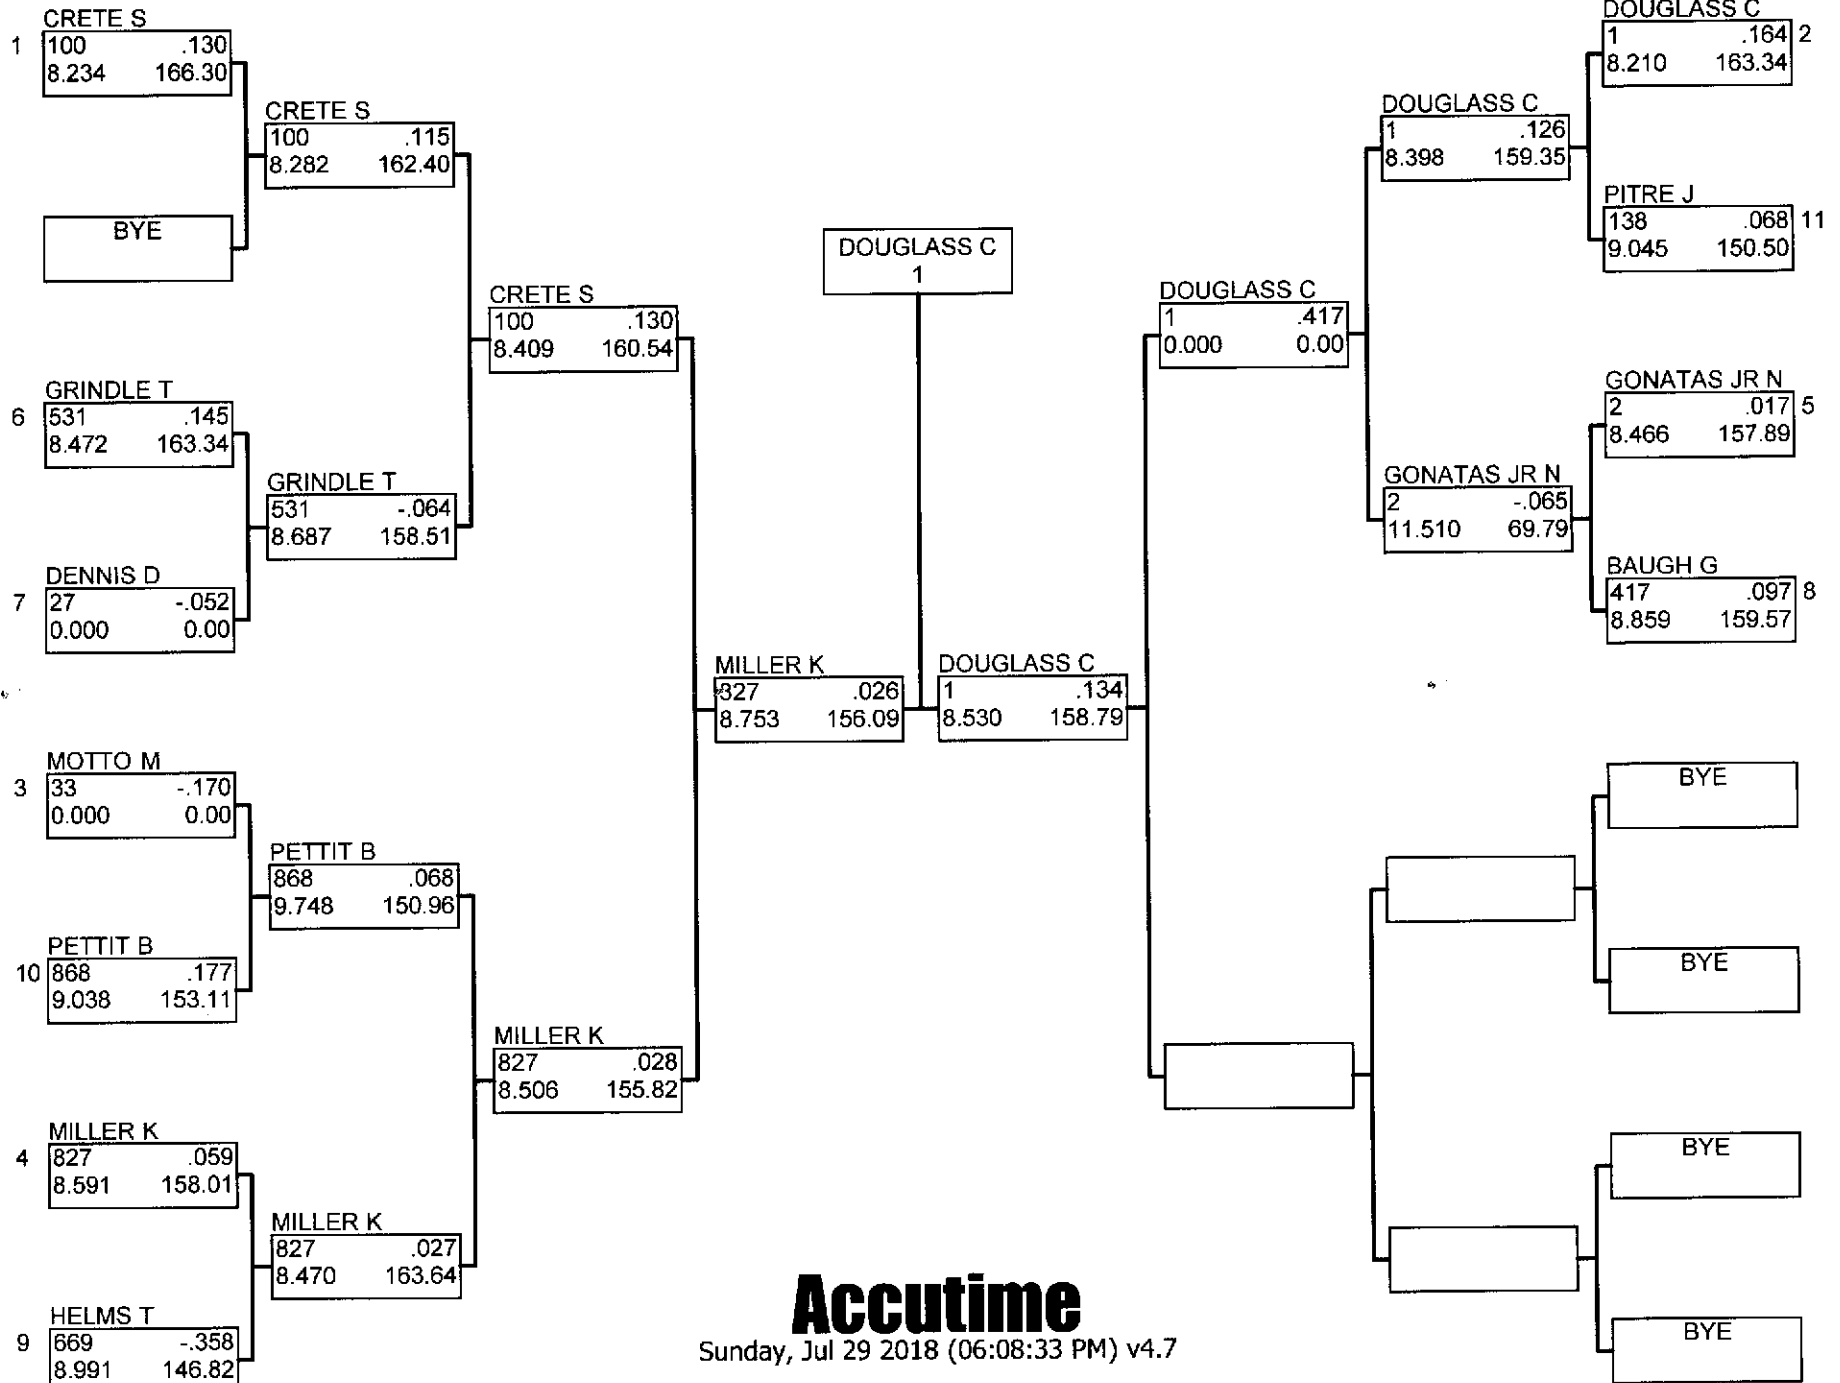 CRETE S
1 100 .130
8.234 166.30
BYE
GRINDLE T
6 531 .145
8.472 163.34
DENNIS D
7 27 -.052
0.000 0.00
MOTTO M
3 33 -.170
0.000 0.00
PETTIT B
10 868 .177
9.038 153.11
MILLER K
4 827 .059
8.591 158.01
HELMS T
9 669 -.358
8.991 146.82
CRETE S
100 .115
8.282 162.40
GRINDLE T
531 -.064
8.687 158.51
PETTIT B
868 .068
9.748 150.96
MILLER K
827 .027
8.470 163.64
CRETE S
100 .130
8.409 160.54
MILLER K
827 .028
8.506 155.82
MILLER K
827 .026
8.753 156.09
DOUGLASS C
1
DOUGLASS C
1 .134
8.530 158.79
DOUGLASS C
1 .417
0.000 0.00
DOUGLASS C
1 .126
8.398 159.35
GONATAS JR N
2 -.065
11.510 69.79
DOUGLASS C
1 .164 2
8.210 163.34
PITRE J
138 .068 11
9.045 150.50
GONATAS JR N
2 .017 5
8.466 157.89
BAUGH G
417 .097 8
8.859 159.57
BYE
BYE
BYE
BYE
Accutime
Sunday, Jul 29 2018 (06:08:33 PM) v4.7